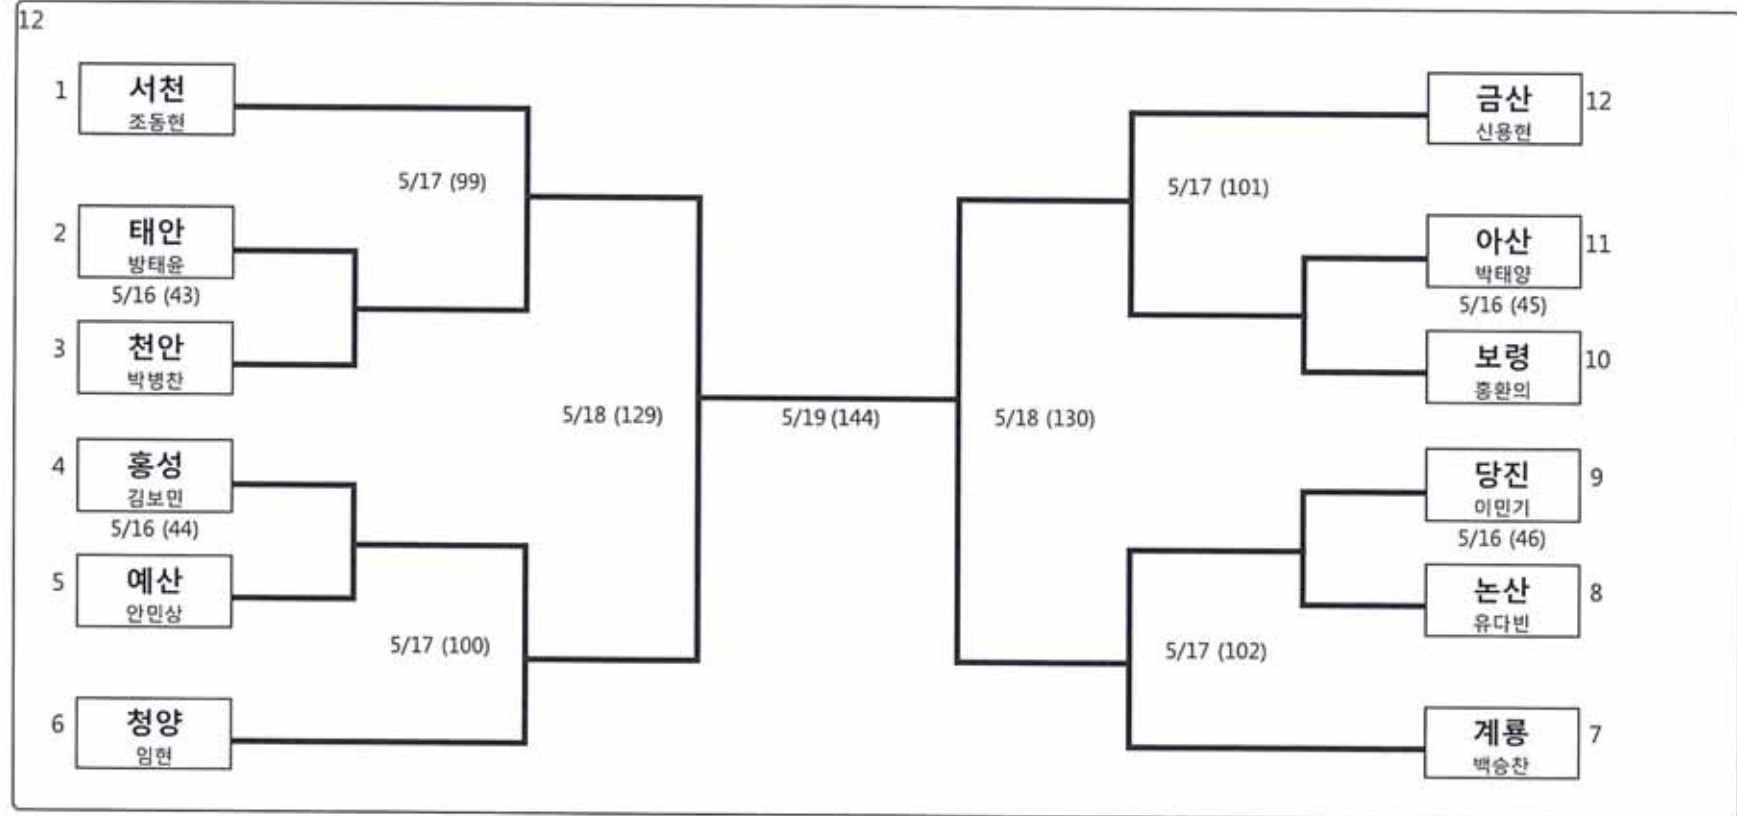 12
1
서천
조동현
5/17 (99)
2
태안
방태윤
5/16 (43)
3
천안
박병찬
5/18 (129)
4
홍성
김보민
5/16 (44)
5
예산
안민상
5/17 (100)
6
청양
임현
5/19 (144)
금산
12
신용현
5/17 (101)
아산
11
박태양
5/16 (45)
보령
10
홍환의
5/18 (130)
당진
9
이민기
5/16 (46)
논산
8
유다빈
5/17 (102)
계룡
7
백승찬